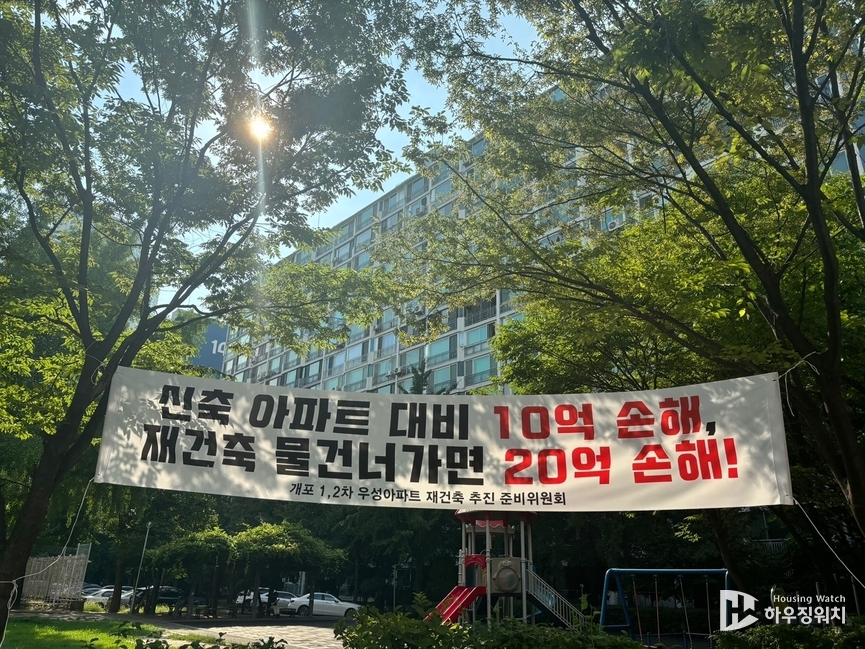 신축 아파트 대비 10억 손해,
재건축 물건너가면 20억 손해!
개포 1,2차 우성아파트 재건축 추진 준비위원회
Housing Watch
하우징워치